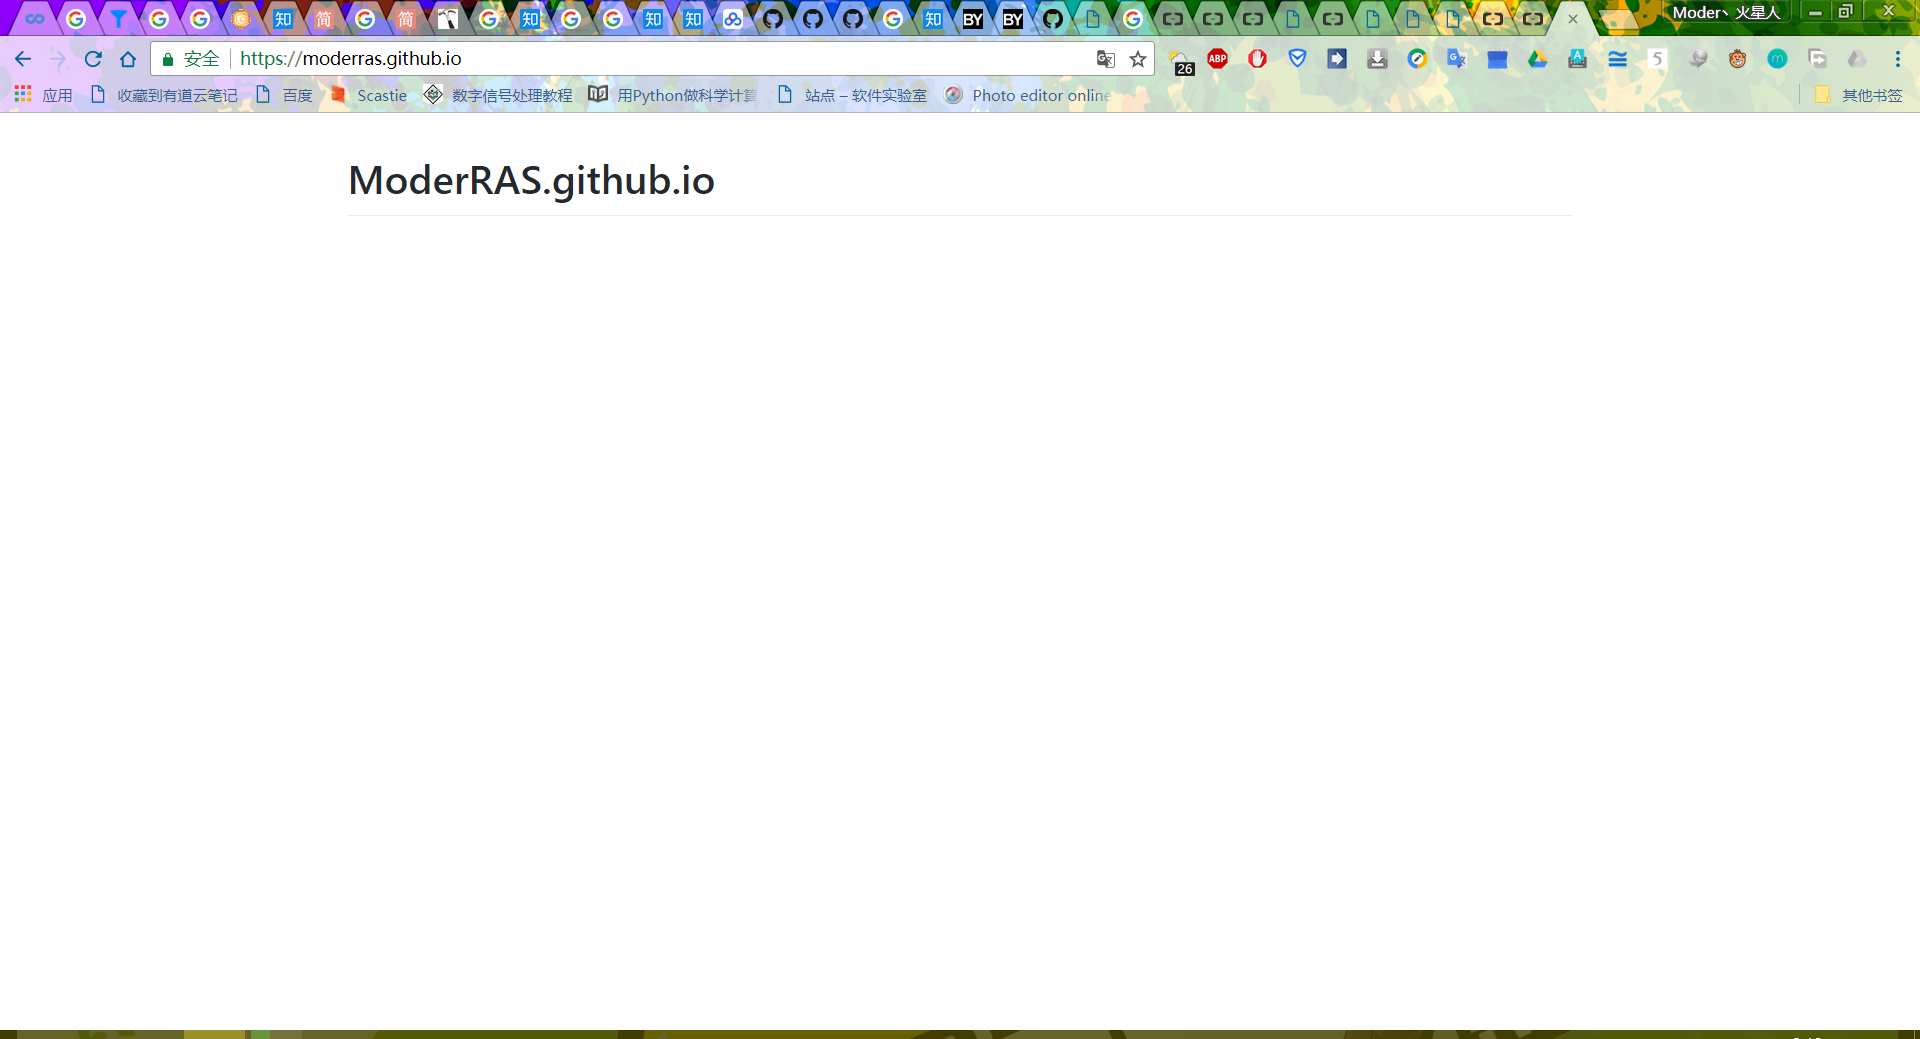 知 简 简 知 知 知 知 BY BY Moder丶火星人
安全 https://moderras.github.io 26 ABP 5 m
应用 收藏到有道云笔记 百度 Scastie 数字信号处理教程 用Python做科学计算 站点 – 软件实验室 Photo editor online 其他书签
ModerRAS.github.io